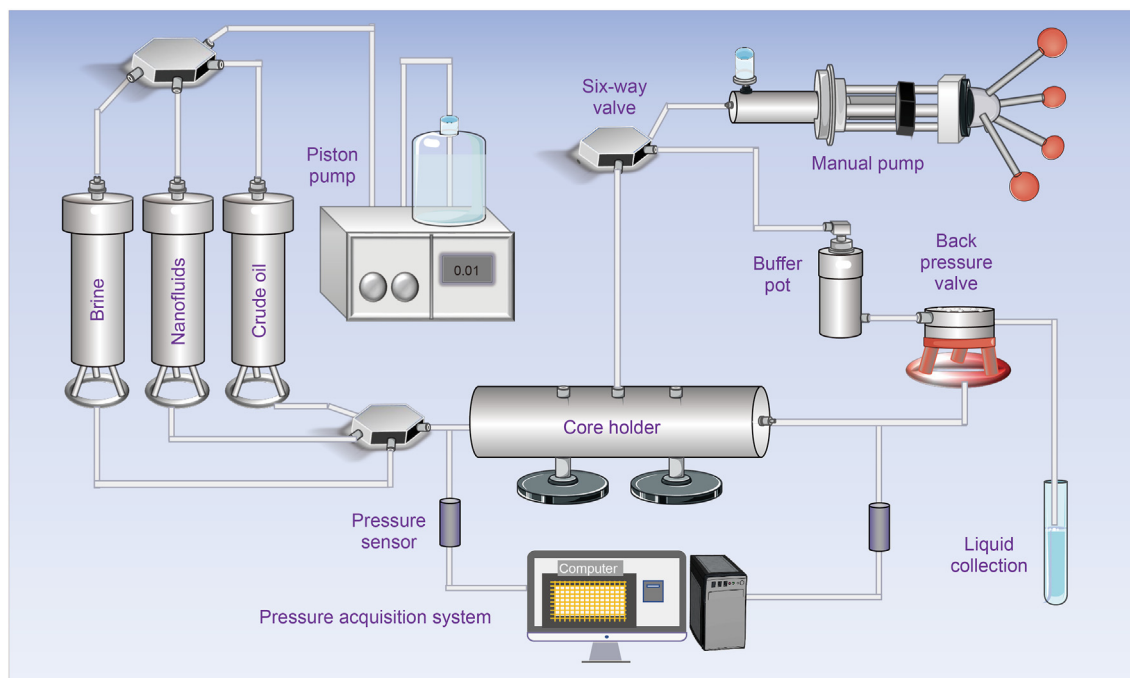 Six-way
valve
Manual pump
Piston
pump
0.01
Buffer
pot
Back
pressure
valve
Brine
Nanofluids
Crude oil
Core holder
Pressure
sensor
Liquid
collection
Computer
Pressure acquisition system